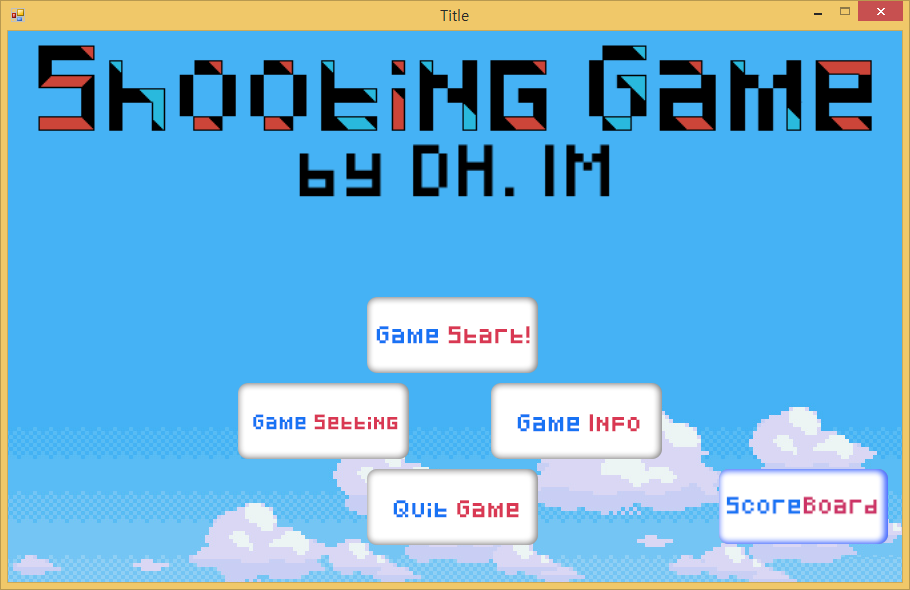 Title
Shooting Game
by DH. IM
Game Start!
Game Setting
Game Info
Quit Game
ScoreBoard